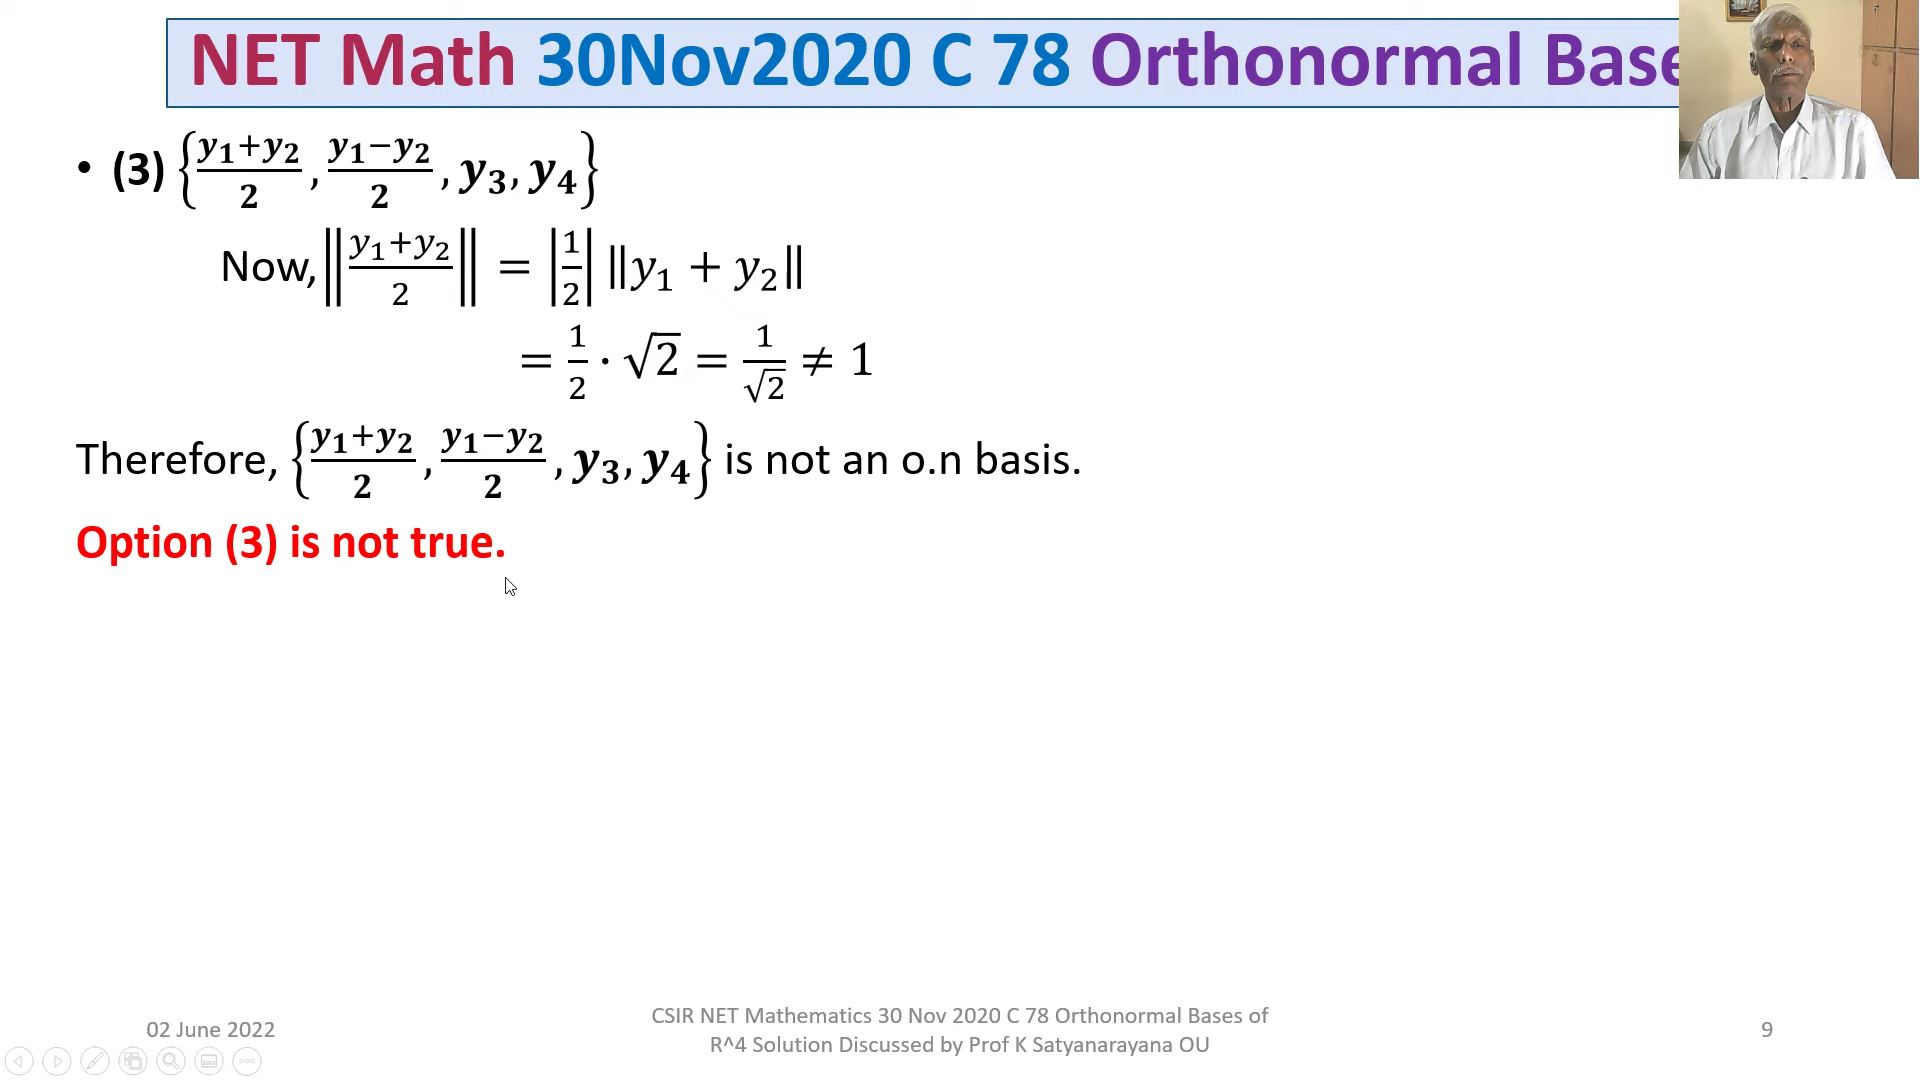 NET Math 30Nov2020 C 78 Orthonormal Base
• (3) {(y₁+y₂)/2, (y₁−y₂)/2, y₃, y₄}
Now, ‖(y₁+y₂)/2‖ = |1/2| ‖y₁ + y₂‖
= 1/2 · √2 = 1/√2 ≠ 1
Therefore, {(y₁+y₂)/2, (y₁−y₂)/2, y₃, y₄} is not an o.n basis.
Option (3) is not true.
02 June 2022
CSIR NET Mathematics 30 Nov 2020 C 78 Orthonormal Bases of
R^4 Solution Discussed by Prof K Satyanarayana OU
9